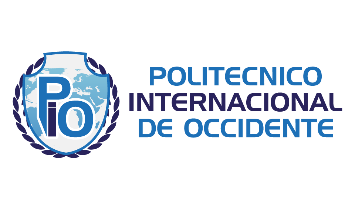 PIO
POLITECNICO
INTERNACIONAL
DE OCCIDENTE